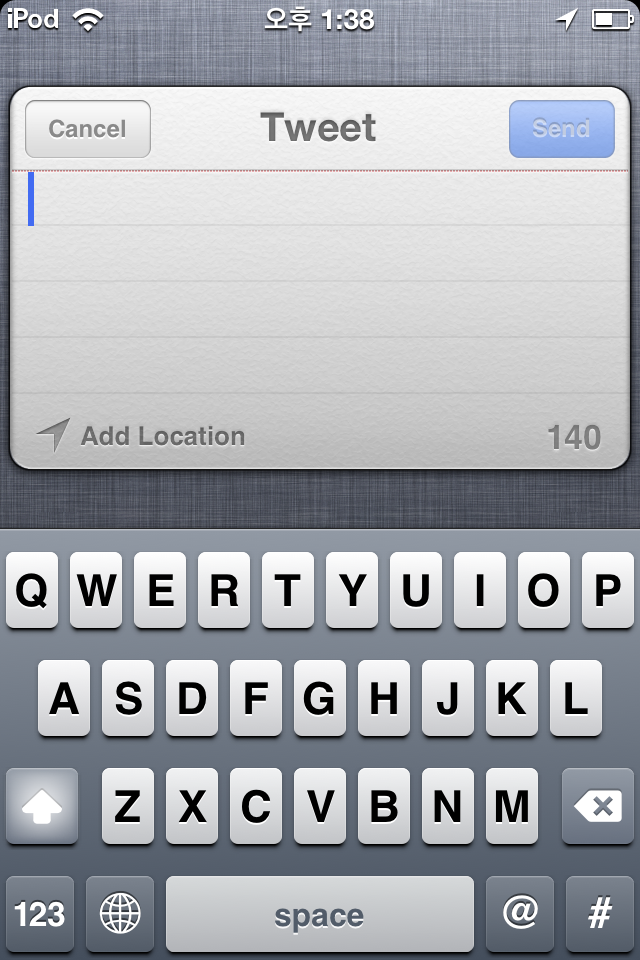 iPod 오후 1:38
Cancel Tweet Send
Add Location 140
Q W E R T Y U I O P
A S D F G H J K L
Z X C V B N M
123 space @ #